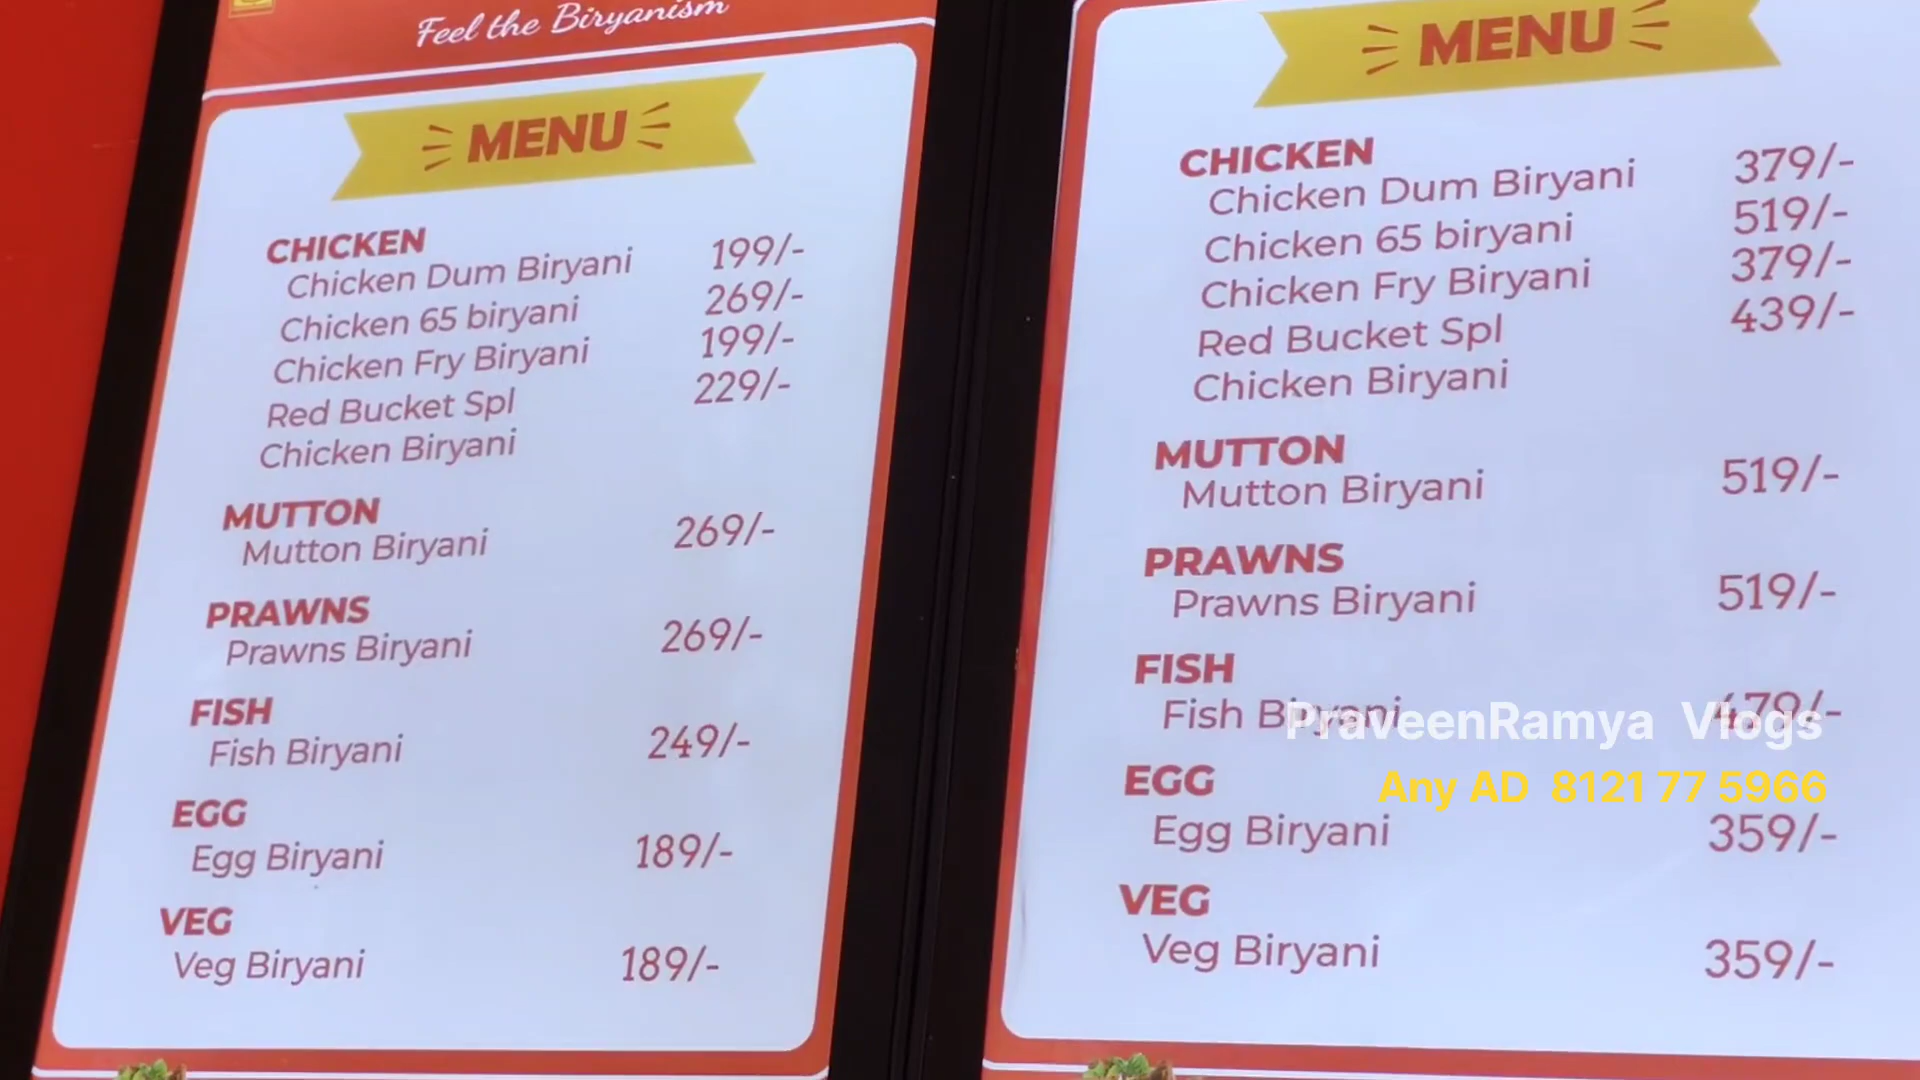 Feel the Biryanism
MENU
CHICKEN
Chicken Dum Biryani 199/-
Chicken 65 biryani 269/-
Chicken Fry Biryani 199/-
Red Bucket Spl 229/-
Chicken Biryani
MUTTON
Mutton Biryani 269/-
PRAWNS
Prawns Biryani 269/-
FISH
Fish Biryani 249/-
EGG
Egg Biryani 189/-
VEG
Veg Biryani 189/-
MENU
CHICKEN
Chicken Dum Biryani 379/-
Chicken 65 biryani 519/-
Chicken Fry Biryani 379/-
Red Bucket Spl 439/-
Chicken Biryani
MUTTON
Mutton Biryani 519/-
PRAWNS
Prawns Biryani 519/-
FISH
Fish Biryani 479/-
PraveenRamya Vlogs
EGG
Any AD 8121 77 5966
Egg Biryani 359/-
VEG
Veg Biryani 359/-